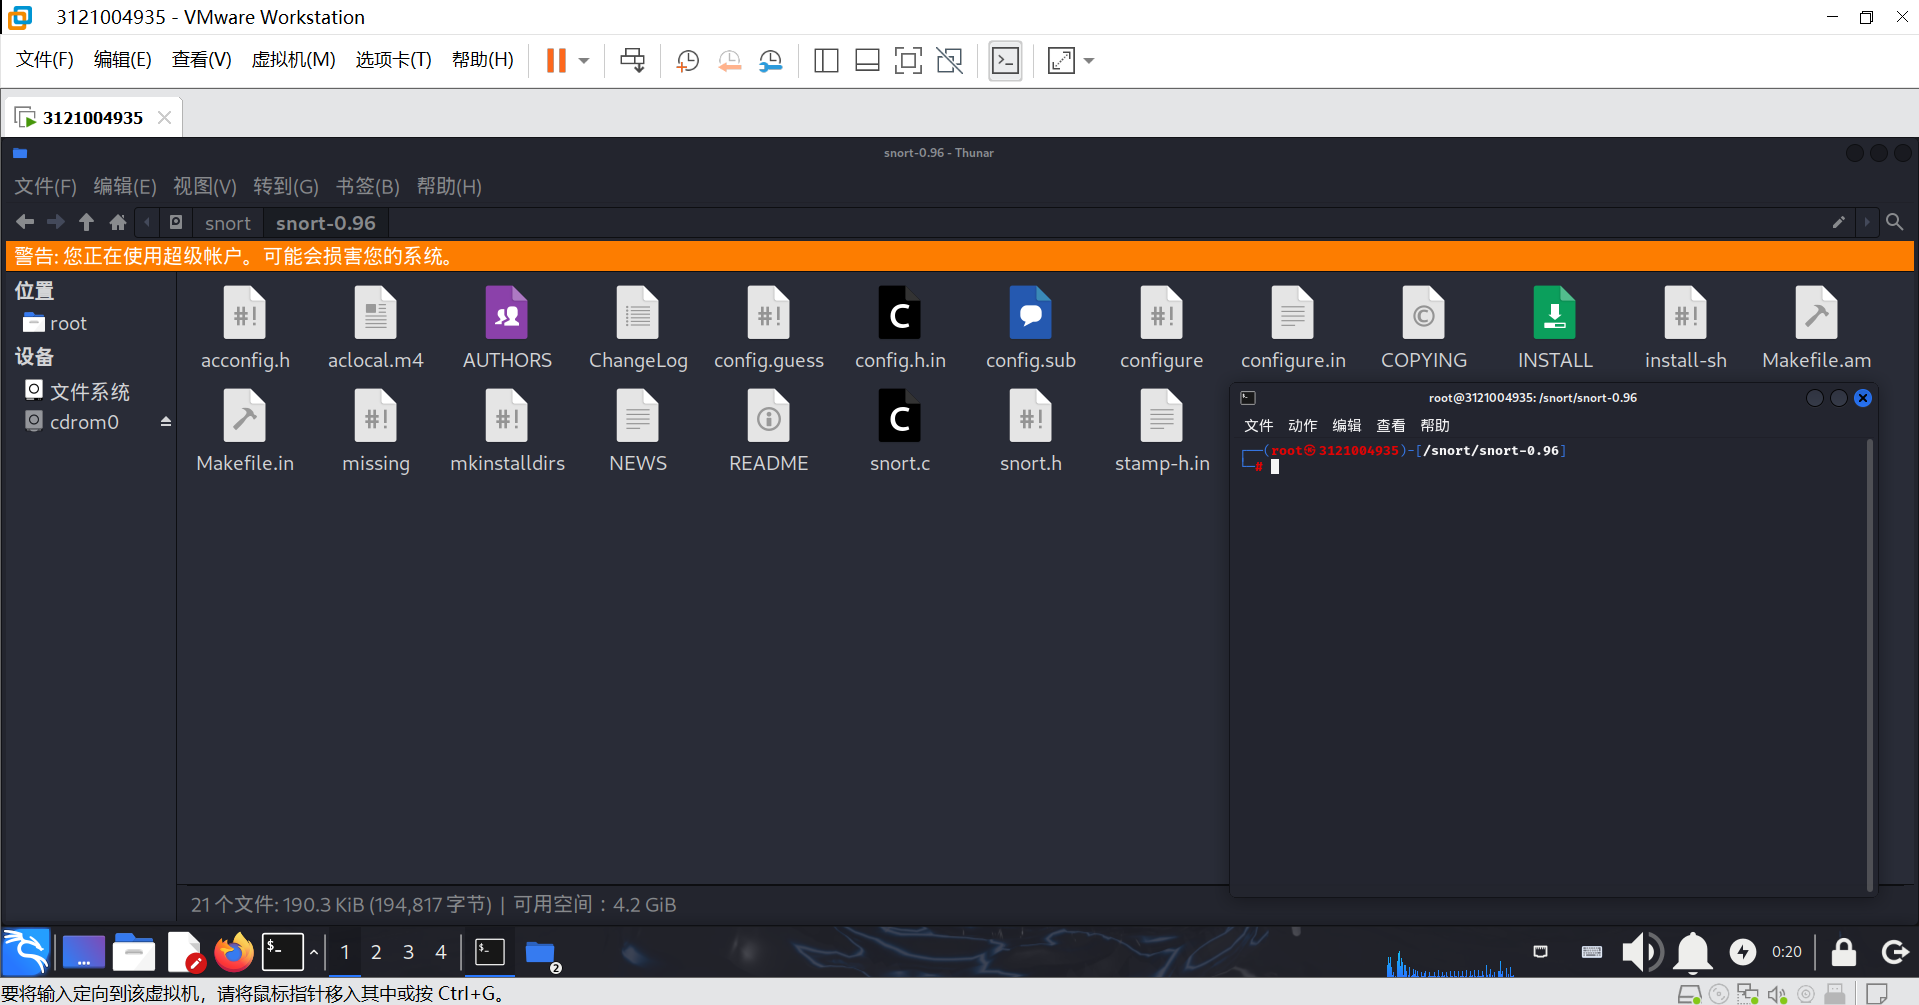 3121004935 - VMware Workstation
文件(F) 编辑(E) 查看(V) 虚拟机(M) 选项卡(T) 帮助(H)
3121004935
snort-0.96 - Thunar
文件(F) 编辑(E) 视图(V) 转到(G) 书签(B) 帮助(H)
snort snort-0.96
警告: 您正在使用超级帐户。可能会损害您的系统。
位置
root
设备
文件系统
cdrom0
acconfig.h aclocal.m4 AUTHORS ChangeLog config.guess config.h.in config.sub configure configure.in COPYING INSTALL install-sh Makefile.am
Makefile.in missing mkinstalldirs NEWS README snort.c snort.h stamp-h.in
root@3121004935: /snort/snort-0.96
文件 动作 编辑 查看 帮助
┌──(root㉿3121004935)-[/snort/snort-0.96]
└─#
21 个文件: 190.3 KiB (194,817 字节) | 可用空间：4.2 GiB
1 2 3 4 2 0:20
要将输入定向到该虚拟机，请将鼠标指针移入其中或按 Ctrl+G。